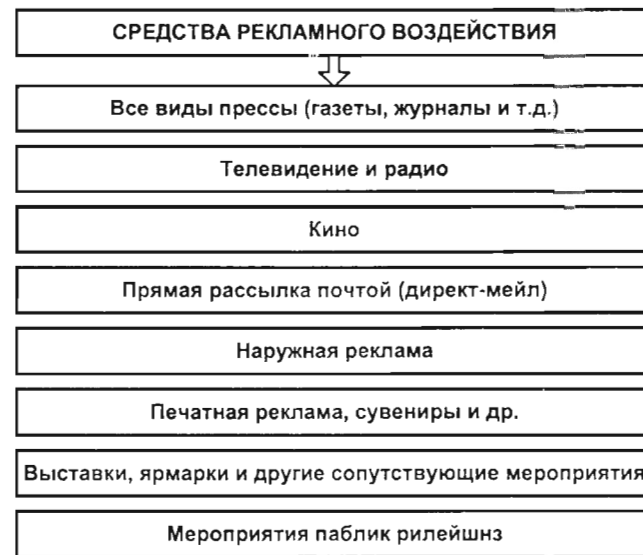 СРЕДСТВА РЕКЛАМНОГО ВОЗДЕЙСТВИЯ
Все виды прессы (газеты, журналы и т.д.)
Телевидение и радио
Кино
Прямая рассылка почтой (директ-мейл)
Наружная реклама
Печатная реклама, сувениры и др.
Выставки, ярмарки и другие сопутствующие мероприятия
Мероприятия паблик рилейшнз